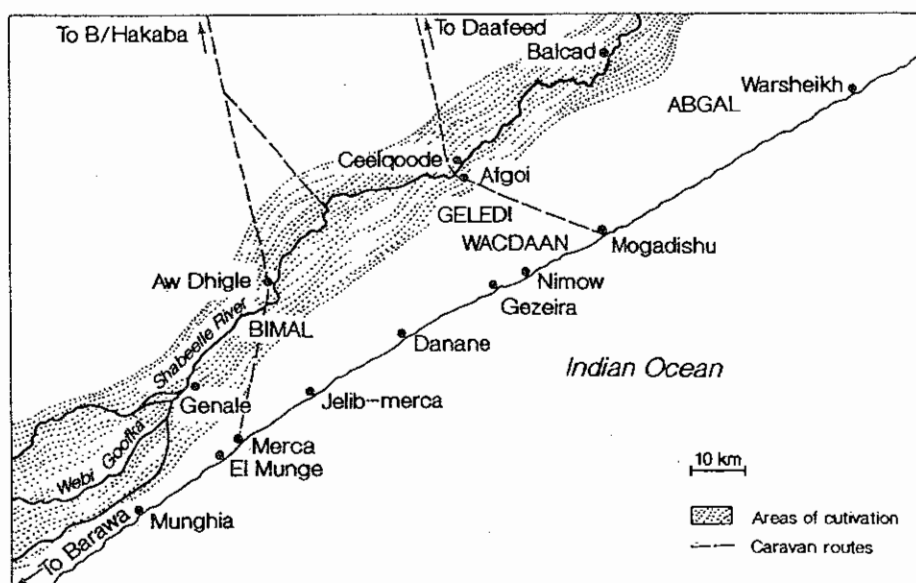 To B/Hakaba
To Daafeed
Balcad
Warsheikh
ABGAL
Ceelqoode
Afgoi
GELEDI
WACDAAN
Mogadishu
Aw Dhigle
Nimow
Gezeira
BIMAL
Shabeelle River
Danane
Indian Ocean
Genale
Jelib-merca
Webi Goofka
Merca
El Munge
10 km
Munghia
To Barawa
Areas of cutivation
Caravan routes